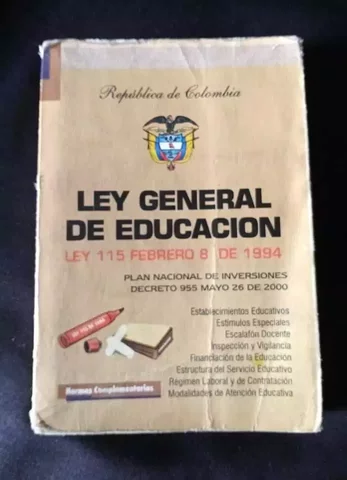 República de Colombia
LEY GENERAL
DE EDUCACION
LEY 115 FEBRERO 8 DE 1994
PLAN NACIONAL DE INVERSIONES
DECRETO 955 MAYO 26 DE 2000
Establecimientos Educativos
Estímulos Especiales
Escalafón Docente
Inspección y Vigilancia
Financiación de la Educación
Estructura del Servicio Educativo
Régimen Laboral y de Contratación
Modalidades de Atención Educativa
Normas Complementarias